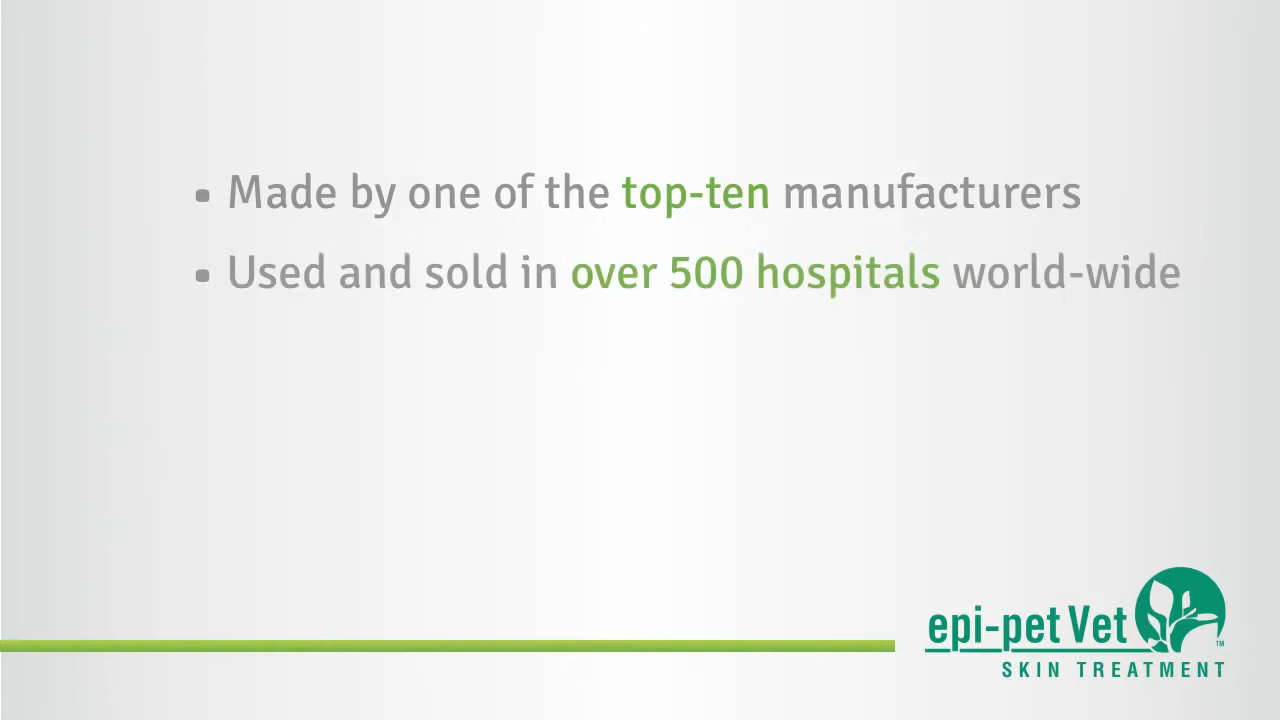 ▪ Made by one of the top-ten manufacturers
▪ Used and sold in over 500 hospitals world-wide
epi-pet Vet
TM
SKIN TREATMENT